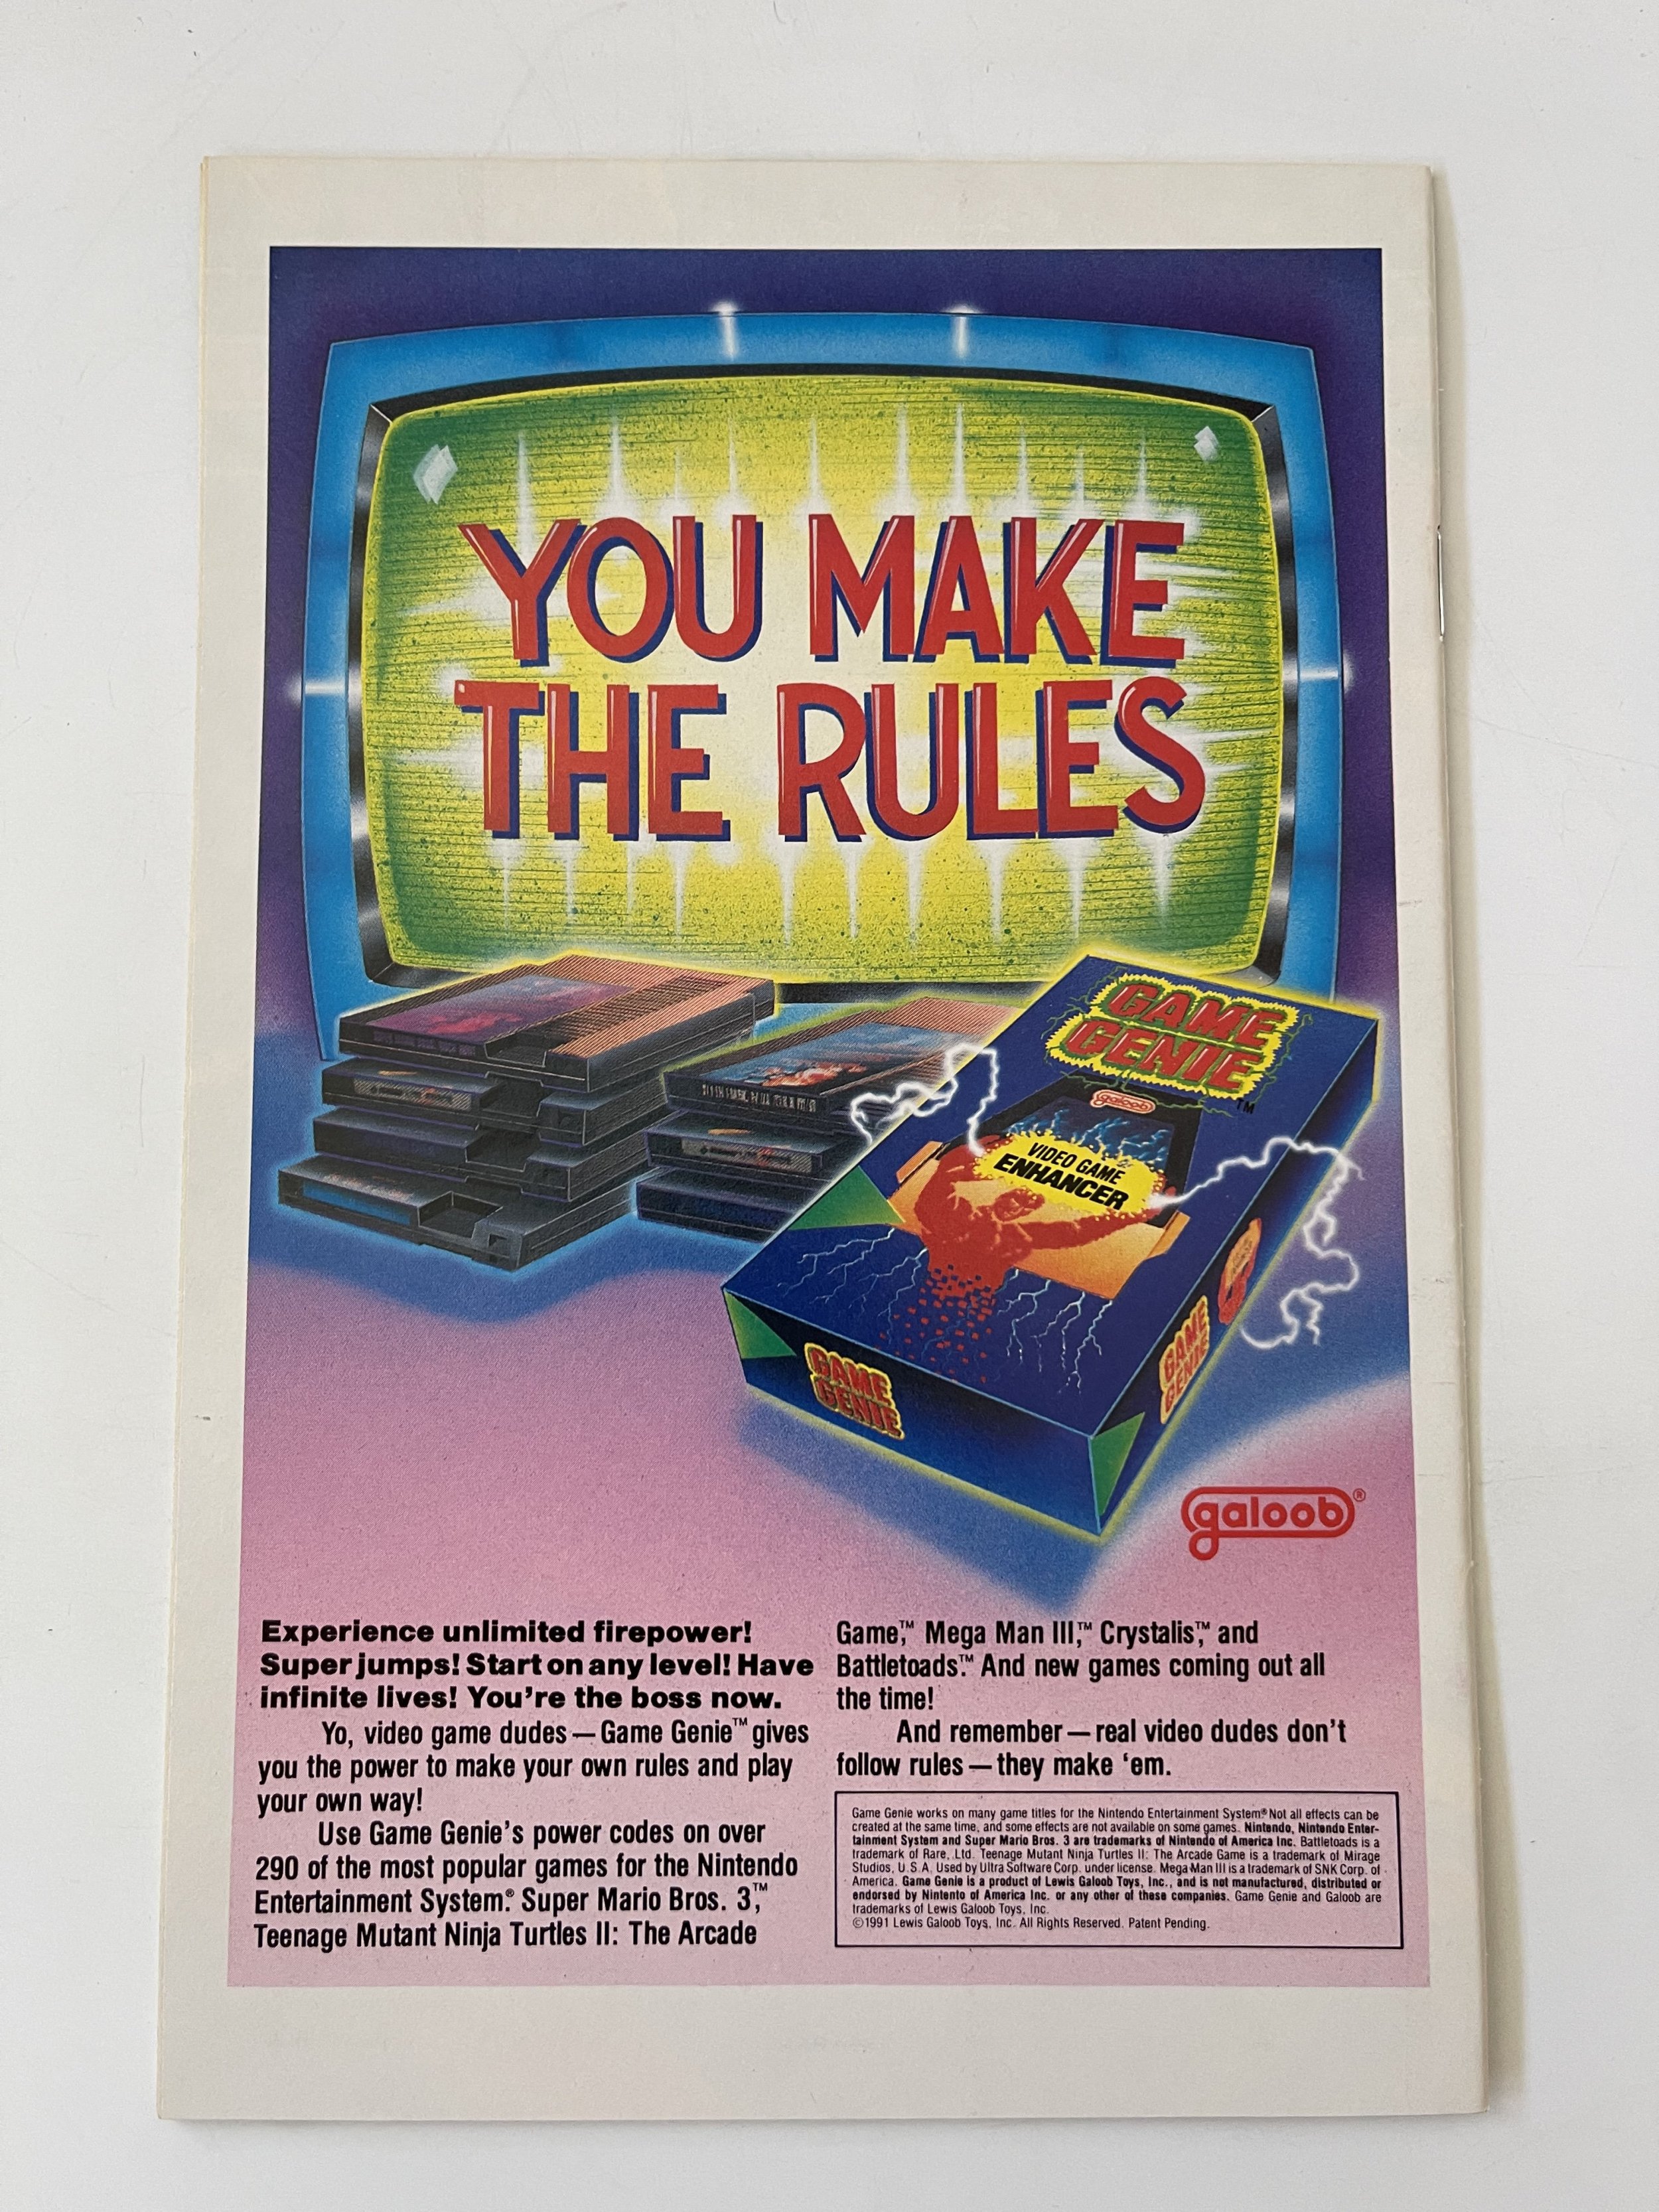 YOU MAKE
THE RULES
GAME
GENIE
TM
galoob
VIDEO GAME
ENHANCER
GAME
GENIE
GAME
GENIE
galoob®
Experience unlimited firepower!
Super jumps! Start on any level! Have
infinite lives! You're the boss now.
Yo, video game dudes — Game Genie™ gives
you the power to make your own rules and play
your own way!
Use Game Genie's power codes on over
290 of the most popular games for the Nintendo
Entertainment System.® Super Mario Bros. 3,™
Teenage Mutant Ninja Turtles II: The Arcade
Game,™ Mega Man III,™ Crystalis,™ and
Battletoads.™ And new games coming out all
the time!
And remember — real video dudes don't
follow rules — they make 'em.
Game Genie works on many game titles for the Nintendo Entertainment System.® Not all effects can be
created at the same time, and some effects are not available on some games. Nintendo, Nintendo Enter-
tainment System and Super Mario Bros. 3 are trademarks of Nintendo of America Inc. Battletoads is a
trademark of Rare, Ltd. Teenage Mutant Ninja Turtles II: The Arcade Game is a trademark of Mirage
Studios, U.S.A. Used by Ultra Software Corp. under license. Mega Man III is a trademark of SNK Corp. of
America. Game Genie is a product of Lewis Galoob Toys, Inc., and is not manufactured, distributed or
endorsed by Nintento of America Inc. or any other of these companies. Game Genie and Galoob are
trademarks of Lewis Galoob Toys, Inc.
©1991 Lewis Galoob Toys, Inc. All Rights Reserved. Patent Pending.